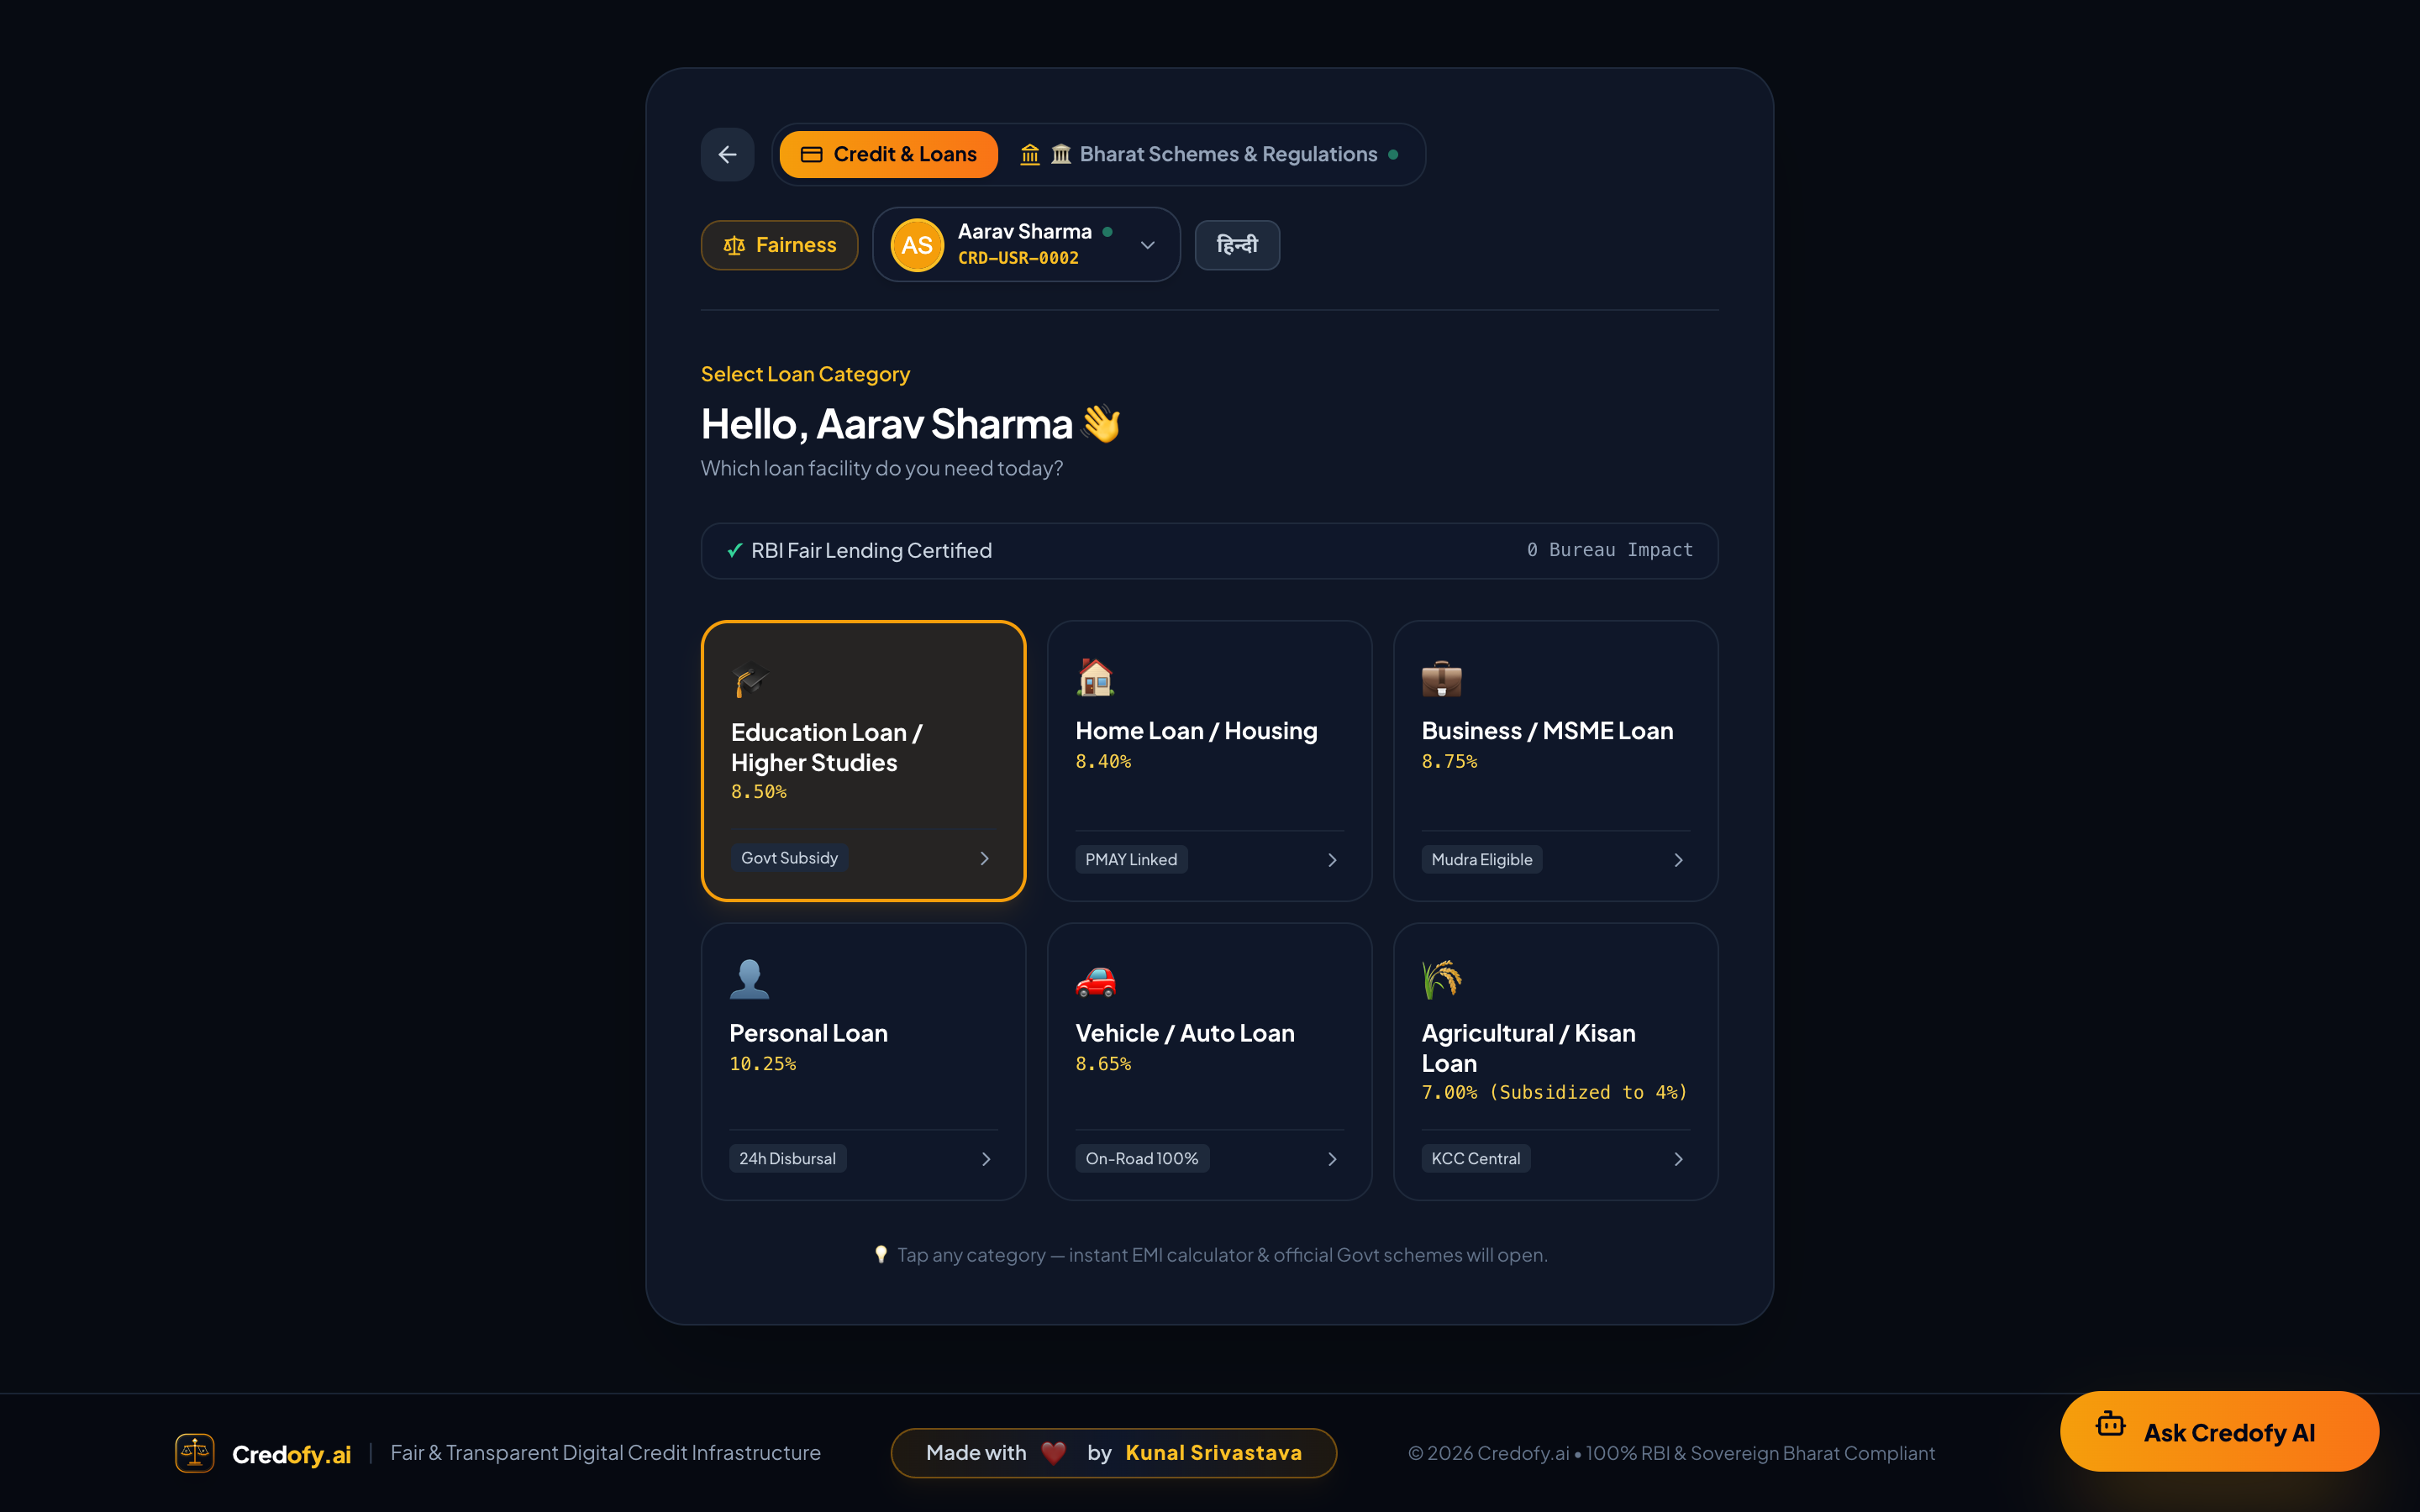 Credit & Loans
Bharat Schemes & Regulations
Fairness
AS
Aarav Sharma
CRD-USR-0002
हिन्दी
Select Loan Category
Hello, Aarav Sharma 👋
Which loan facility do you need today?
✓ RBI Fair Lending Certified
0 Bureau Impact
Education Loan /
Higher Studies
8.50%
Govt Subsidy
Home Loan / Housing
8.40%
PMAY Linked
Business / MSME Loan
8.75%
Mudra Eligible
Personal Loan
10.25%
24h Disbursal
Vehicle / Auto Loan
8.65%
On-Road 100%
Agricultural / Kisan
Loan
7.00% (Subsidized to 4%)
KCC Central
💡 Tap any category — instant EMI calculator & official Govt schemes will open.
Credofy.ai | Fair & Transparent Digital Credit Infrastructure
Made with ❤️ by Kunal Srivastava
© 2026 Credofy.ai • 100% RBI & Sovereign Bharat Compliant
Ask Credofy AI